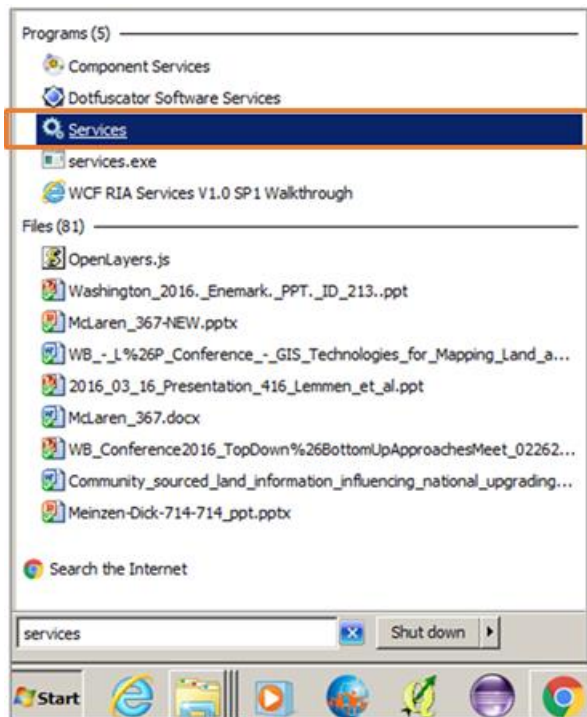 Programs (5)
Component Services
Dotfuscator Software Services
Services
services.exe
WCF RIA Services V1.0 SP1 Walkthrough
Files (81)
OpenLayers.js
Washington_2016._Enemark._PPT._ID_213..ppt
McLaren_367-NEW.pptx
WB_-_L%26P_Conference_-_GIS_Technologies_for_Mapping_Land_a...
2016_03_16_Presentation_416_Lemmen_et_al.ppt
McLaren_367.docx
WB_Conference2016_TopDown%26BottomUpApproachesMeet_02262...
Community_sourced_land_information_influencing_national_upgrading...
Meinzen-Dick-714-714_ppt.pptx
Search the Internet
services
Shut down
Start